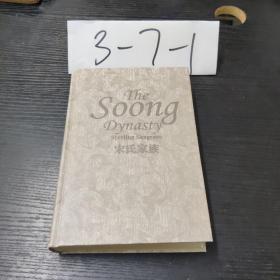 3-7-1
The
Soong
Dynasty
Sterling Seagrave
宋氏家族